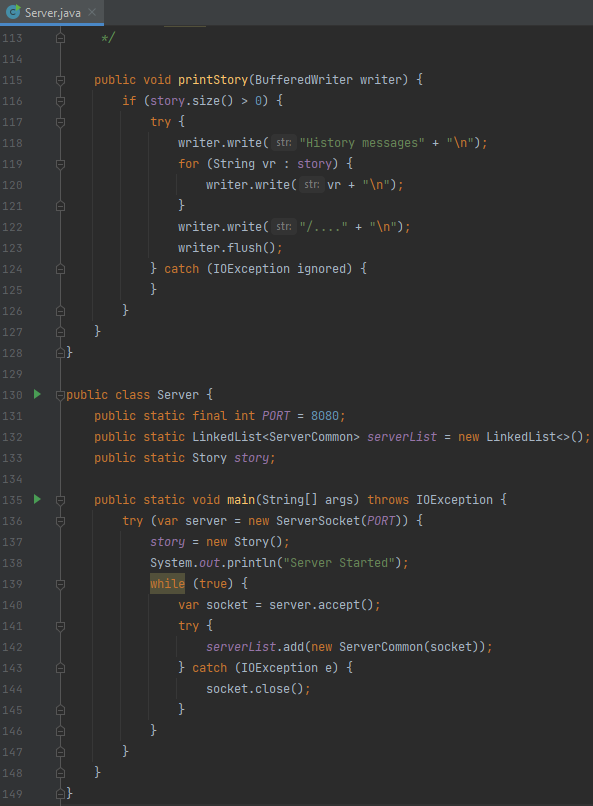 Server.java
113 */
114
115 public void printStory(BufferedWriter writer) {
116 if (story.size() > 0) {
117 try {
118 writer.write( str: "History messages" + "\n");
119 for (String vr : story) {
120 writer.write( str: vr + "\n");
121 }
122 writer.write( str: "/...." + "\n");
123 writer.flush();
124 } catch (IOException ignored) {
125 }
126 }
127 }
128 }
129
130 public class Server {
131 public static final int PORT = 8080;
132 public static LinkedList<ServerCommon> serverList = new LinkedList<>();
133 public static Story story;
134
135 public static void main(String[] args) throws IOException {
136 try (var server = new ServerSocket(PORT)) {
137 story = new Story();
138 System.out.println("Server Started");
139 while (true) {
140 var socket = server.accept();
141 try {
142 serverList.add(new ServerCommon(socket));
143 } catch (IOException e) {
144 socket.close();
145 }
146 }
147 }
148 }
149 }